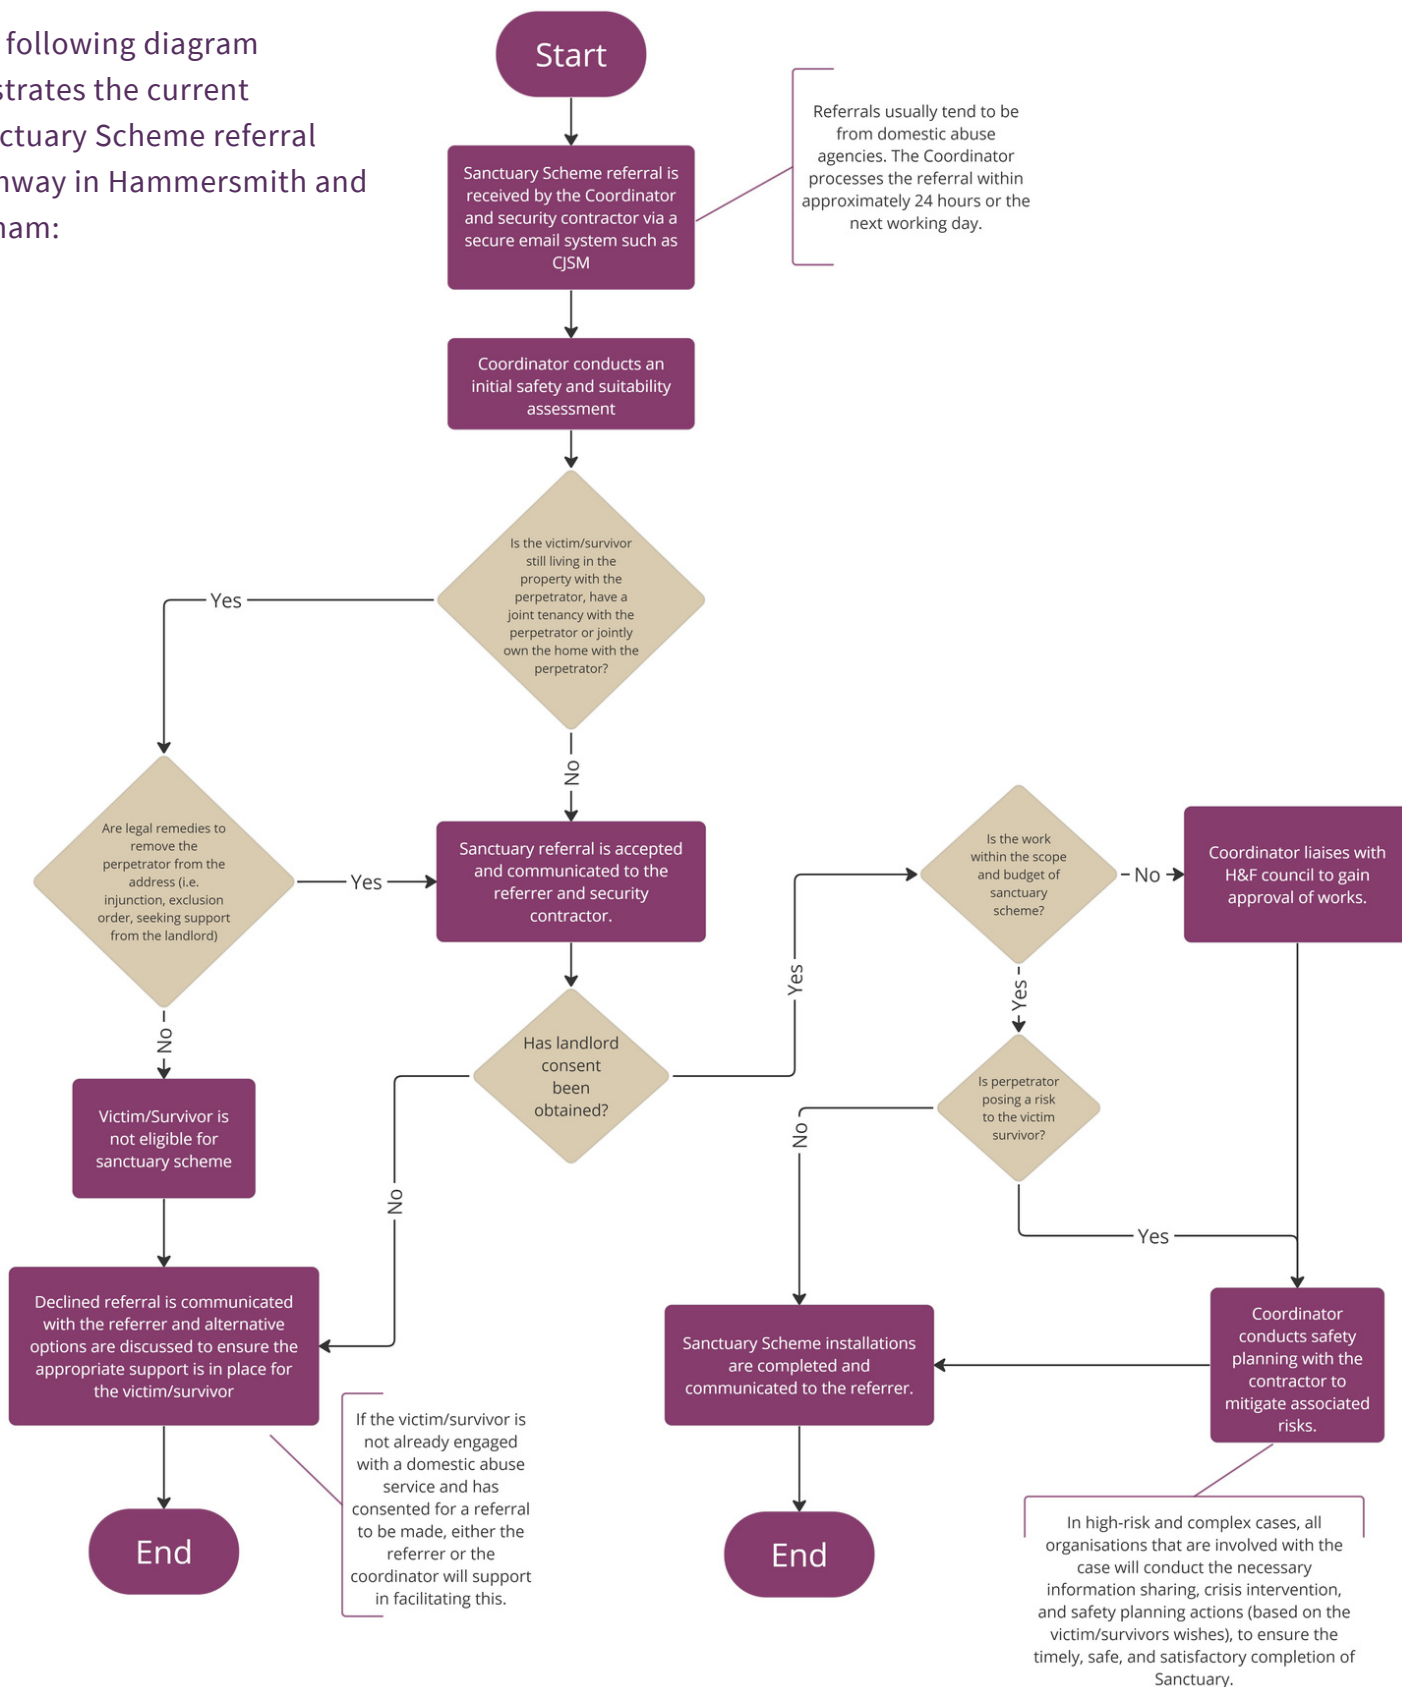 following diagram
strates the current
ctuary Scheme referral
way in Hammersmith and
ham:
Start
Referrals usually tend to be
from domestic abuse
agencies. The Coordinator
processes the referral within
approximately 24 hours or the
next working day.
Sanctuary Scheme referral is
received by the Coordinator
and security contractor via a
secure email system such as
CJSM
Coordinator conducts an
initial safety and suitability
assessment
Is the victim/survivor
still living in the
property with the
perpetrator, have a
joint tenancy with the
perpetrator or jointly
own the home with the
perpetrator?
Yes
No
Are legal remedies to
remove the
perpetrator from the
address (i.e.
injunction, exclusion
order, seeking support
from the landlord)
Yes
No
Sanctuary referral is accepted
and communicated to the
referrer and security
contractor.
Has landlord
consent
been
obtained?
Yes
No
Is the work
within the scope
and budget of
sanctuary
scheme?
No
Yes
Coordinator liaises with
H&F council to gain
approval of works.
Is perpetrator
posing a risk
to the victim
survivor?
No
Yes
Victim/Survivor is
not eligible for
sanctuary scheme
Declined referral is communicated
with the referrer and alternative
options are discussed to ensure the
appropriate support is in place for
the victim/survivor
If the victim/survivor is
not already engaged
with a domestic abuse
service and has
consented for a referral
to be made, either the
referrer or the
coordinator will support
in facilitating this.
End
Sanctuary Scheme installations
are completed and
communicated to the referrer.
End
Coordinator
conducts safety
planning with the
contractor to
mitigate associated
risks.
In high-risk and complex cases, all
organisations that are involved with the
case will conduct the necessary
information sharing, crisis intervention,
and safety planning actions (based on the
victim/survivors wishes), to ensure the
timely, safe, and satisfactory completion of
Sanctuary.